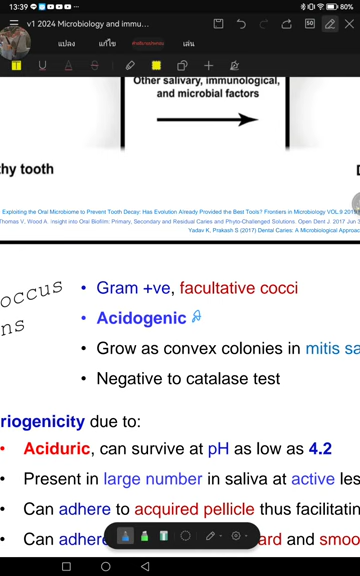 13:39
80%
v1 2024 Microbiology and immu...
50
แปลง
แก้ไข
เล่น
T U A S
Other salivary, immunological,
and microbial factors
thy tooth
D
Exploiting the Oral Microbiome to Prevent Tooth Decay: Has Evolution Already Provided the Best Tools? Frontiers in Microbiology VOL.9 201
Thomas V. Wood A. Insight into Oral Biofilm: Primary, Secondary and Residual Caries and Phyto-Challenged Solutions. Open Dent J. 2017 Jun
Yadav K, Prakash S (2017) Dental Caries: A Microbiological Approac
occus
ns
• Gram +ve, facultative cocci
• Acidogenic
• Grow as convex colonies in mitis sa
• Negative to catalase test
riogenicity due to:
• Aciduric, can survive at pH as low as 4.2
• Present in large number in saliva at active les
• Can adhere to acquired pellicle thus facilitatin
• Can adhere ard and smoo